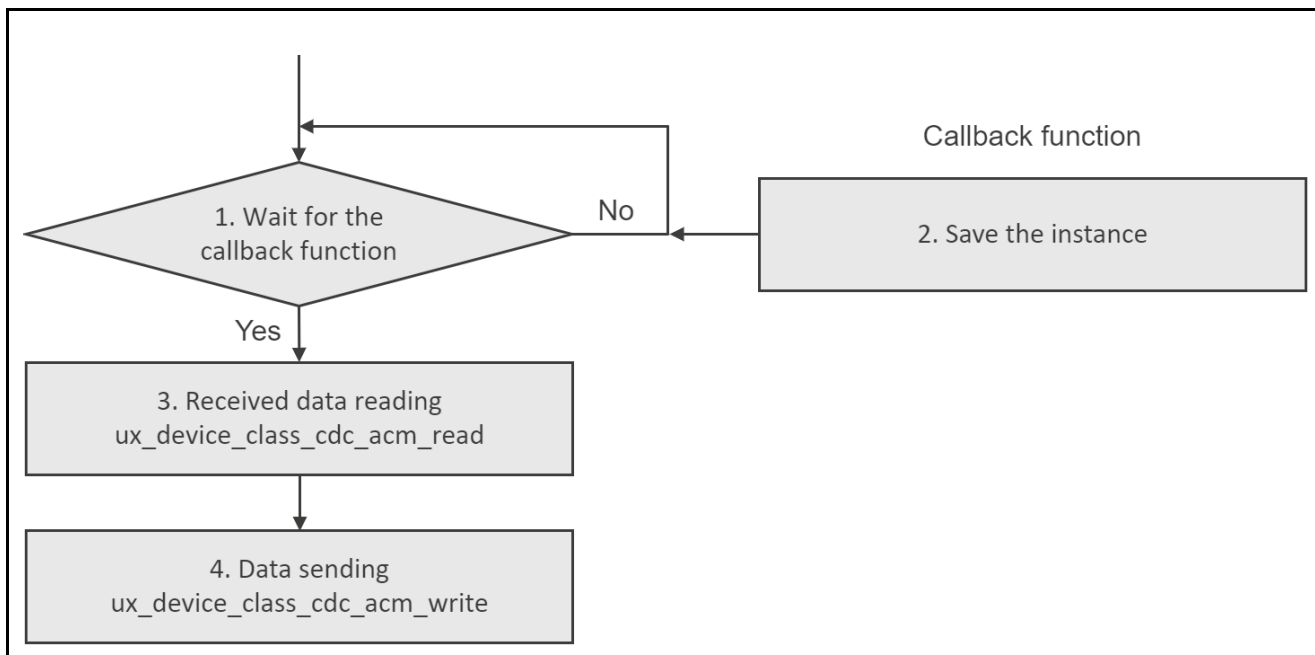 Callback function
1. Wait for the
callback function
No
2. Save the instance
Yes
3. Received data reading
ux_device_class_cdc_acm_read
4. Data sending
ux_device_class_cdc_acm_write